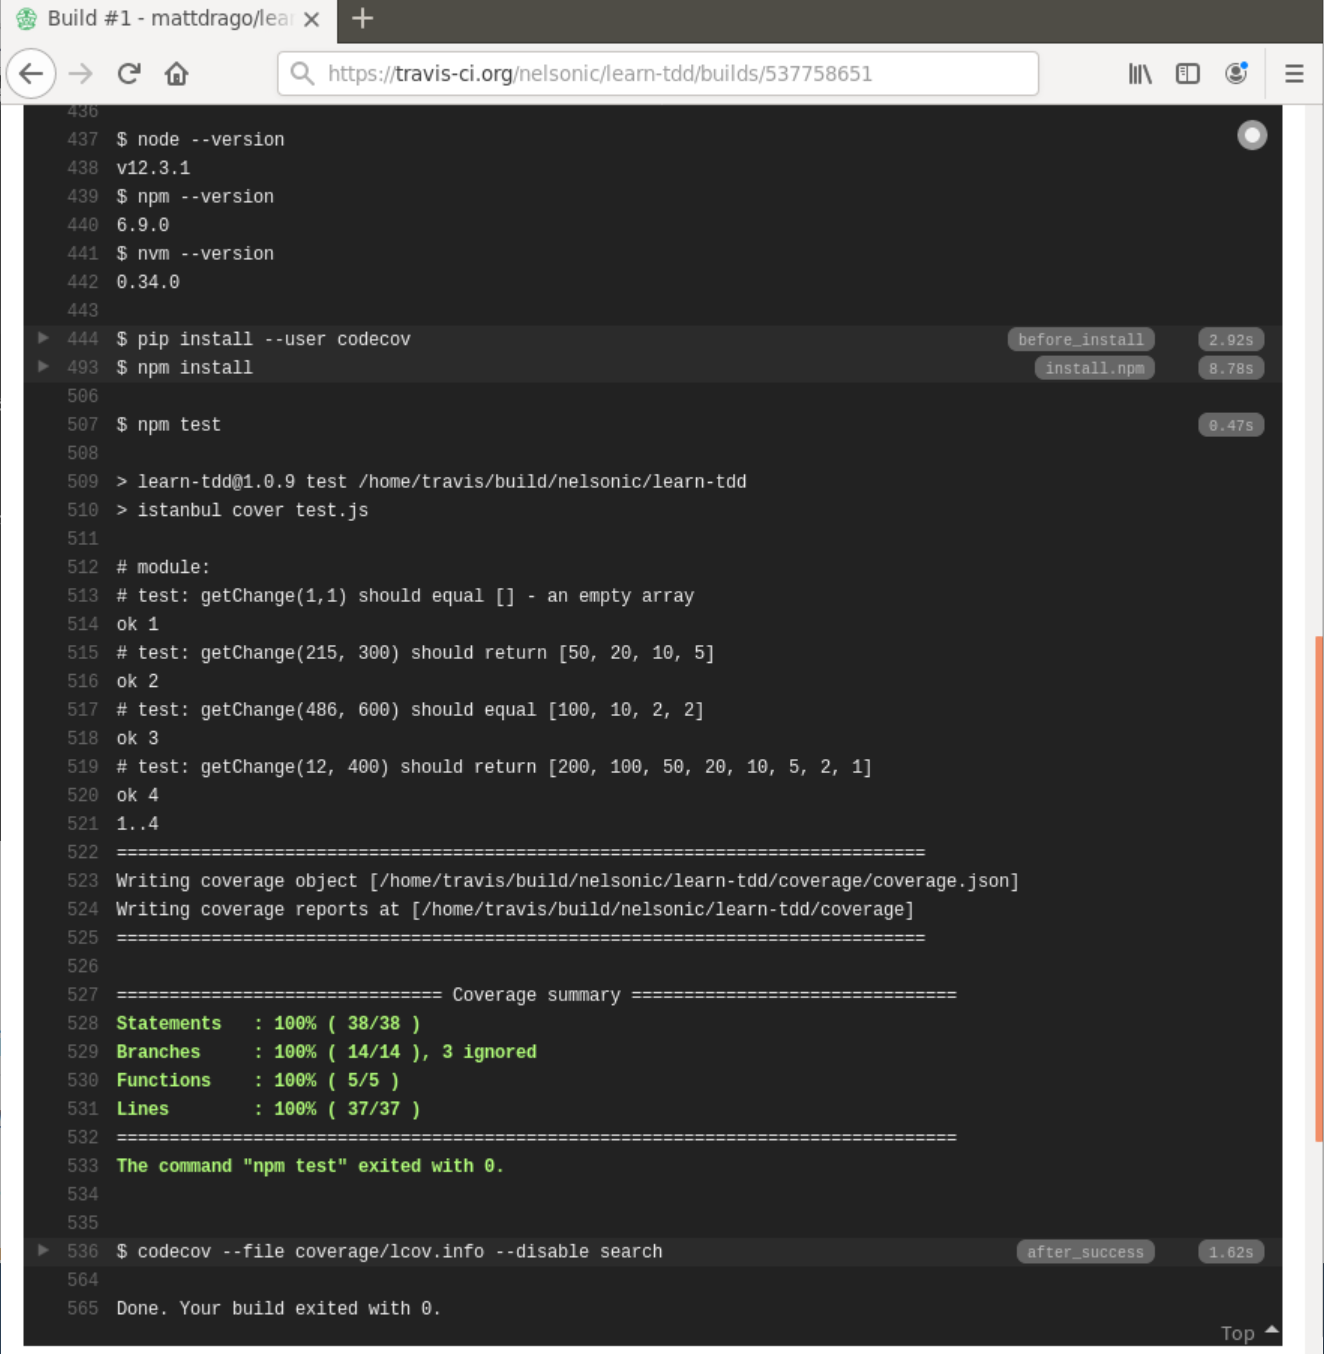 Build #1 - mattdrago/lea
https://travis-ci.org/nelsonic/learn-tdd/builds/537758651
436
437 $ node --version
438 v12.3.1
439 $ npm --version
440 6.9.0
441 $ nvm --version
442 0.34.0
443
444 $ pip install --user codecov before_install 2.92s
493 $ npm install install.npm 8.78s
506
507 $ npm test 0.47s
508
509 > learn-tdd@1.0.9 test /home/travis/build/nelsonic/learn-tdd
510 > istanbul cover test.js
511
512 # module:
513 # test: getChange(1,1) should equal [] - an empty array
514 ok 1
515 # test: getChange(215, 300) should return [50, 20, 10, 5]
516 ok 2
517 # test: getChange(486, 600) should equal [100, 10, 2, 2]
518 ok 3
519 # test: getChange(12, 400) should return [200, 100, 50, 20, 10, 5, 2, 1]
520 ok 4
521 1..4
522 =============================================================================
523 Writing coverage object [/home/travis/build/nelsonic/learn-tdd/coverage/coverage.json]
524 Writing coverage reports at [/home/travis/build/nelsonic/learn-tdd/coverage]
525 =============================================================================
526
527 =============================== Coverage summary ===============================
528 Statements   : 100% ( 38/38 )
529 Branches     : 100% ( 14/14 ), 3 ignored
530 Functions    : 100% ( 5/5 )
531 Lines        : 100% ( 37/37 )
532 ================================================================================
533 The command "npm test" exited with 0.
534
535
536 $ codecov --file coverage/lcov.info --disable search after_success 1.62s
564
565 Done. Your build exited with 0.
Top